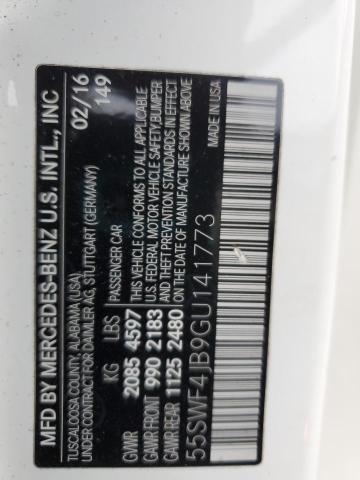 MFD BY MERCEDES-BENZ U.S. INTL., INC
TUSCALOOSA COUNTY, ALABAMA (USA)
UNDER CONTRACT FOR DAIMLER AG, STUTTGART (GERMANY)
02/16
149
KG LBS
GVWR 2085 4597
GAWR FRONT 990 2183
GAWR REAR 1125 2480
PASSENGER CAR
THIS VEHICLE CONFORMS TO ALL APPLICABLE
U.S. FEDERAL MOTOR VEHICLE SAFETY, BUMPER
AND THEFT PREVENTION STANDARDS IN EFFECT
ON THE DATE OF MANUFACTURE SHOWN ABOVE
55SWF4JB9GU141773
MADE IN USA